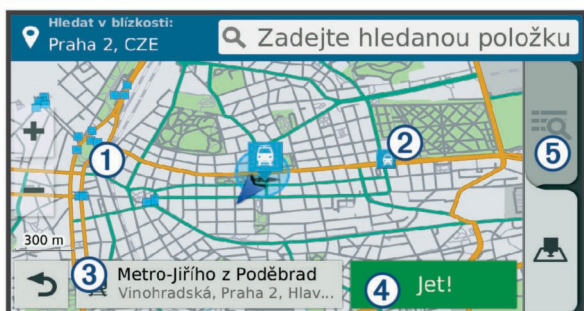 Hledat v blízkosti:
Praha 2, CZE
Zadejte hledanou položku
+
1
2
5
−
300 m
3
Metro-Jiřího z Poděbrad
Vinohradská, Praha 2, Hlav...
4
Jet!